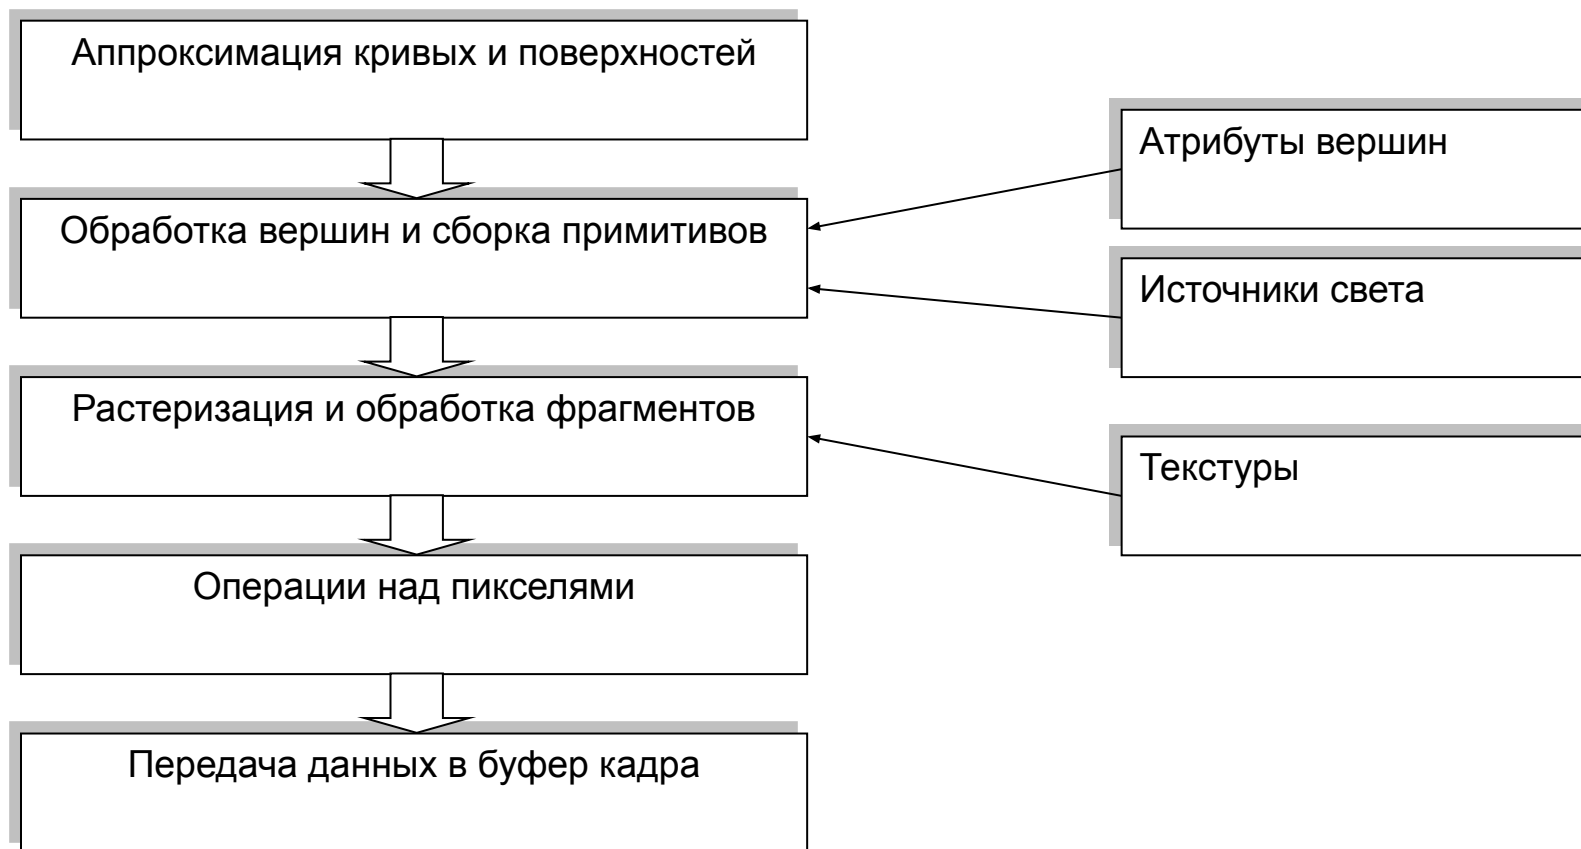 Аппроксимация кривых и поверхностей
Атрибуты вершин
Обработка вершин и сборка примитивов
Источники света
Растеризация и обработка фрагментов
Текстуры
Операции над пикселями
Передача данных в буфер кадра